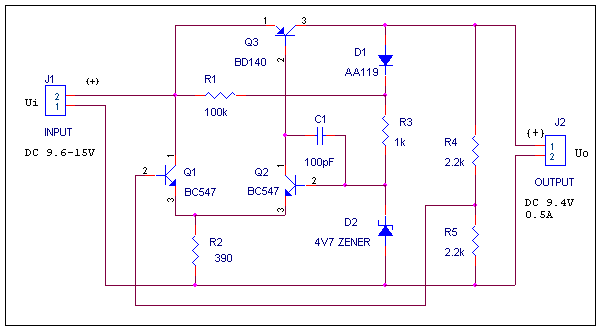 1 3
Q3
BD140
2
D1
AA119
J1
(+)
Ui
2
1
R1
100k
INPUT
DC 9.6-15V
C1
100pF
R3
1k
J2
(+)
1
2
Uo
R4
2.2k
1
2
Q1
BC547
3
1
Q2
BC547
2
3
OUTPUT
DC 9.4V
0.5A
R2
390
D2
4V7 ZENER
R5
2.2k